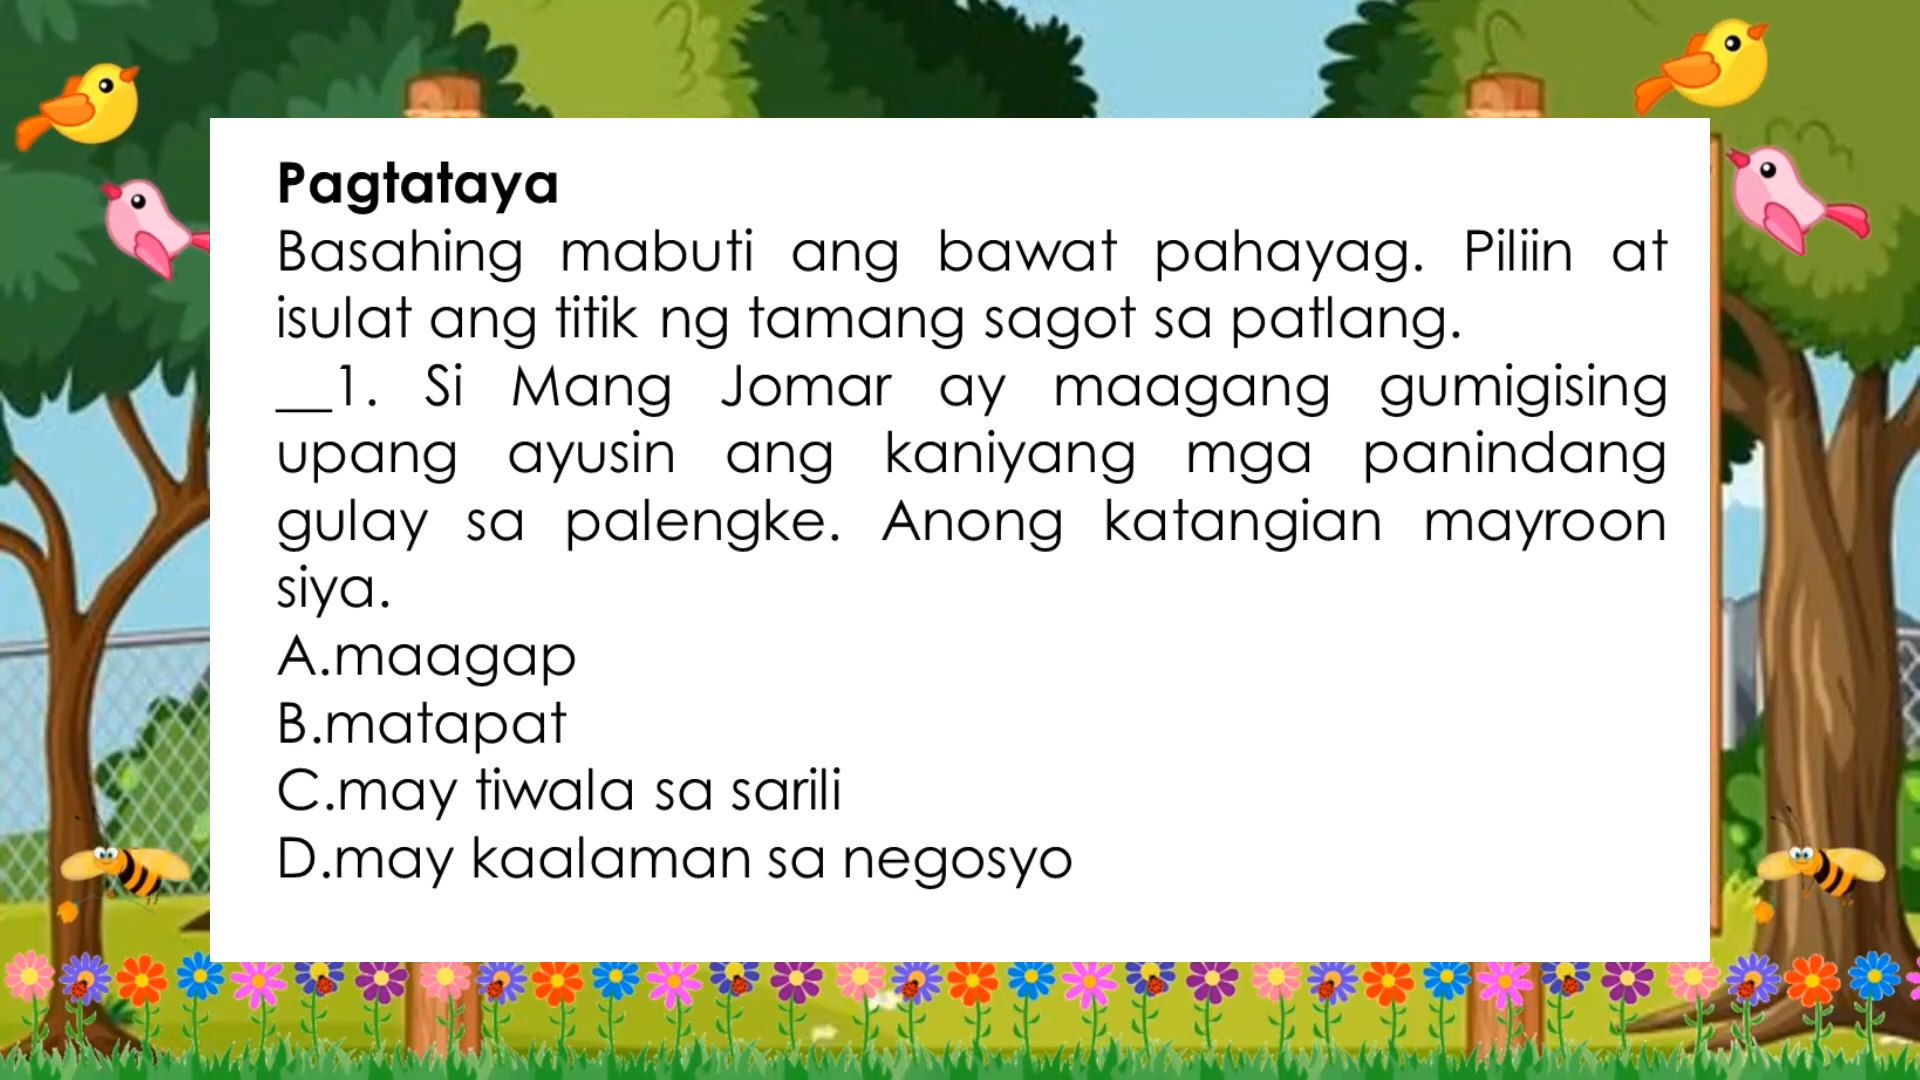 Pagtataya
Basahing mabuti ang bawat pahayag. Piliin at
isulat ang titik ng tamang sagot sa patlang.
__1. Si Mang Jomar ay maagang gumigising
upang ayusin ang kaniyang mga panindang
gulay sa palengke. Anong katangian mayroon
siya.
A.maagap
B.matapat
C.may tiwala sa sarili
D.may kaalaman sa negosyo